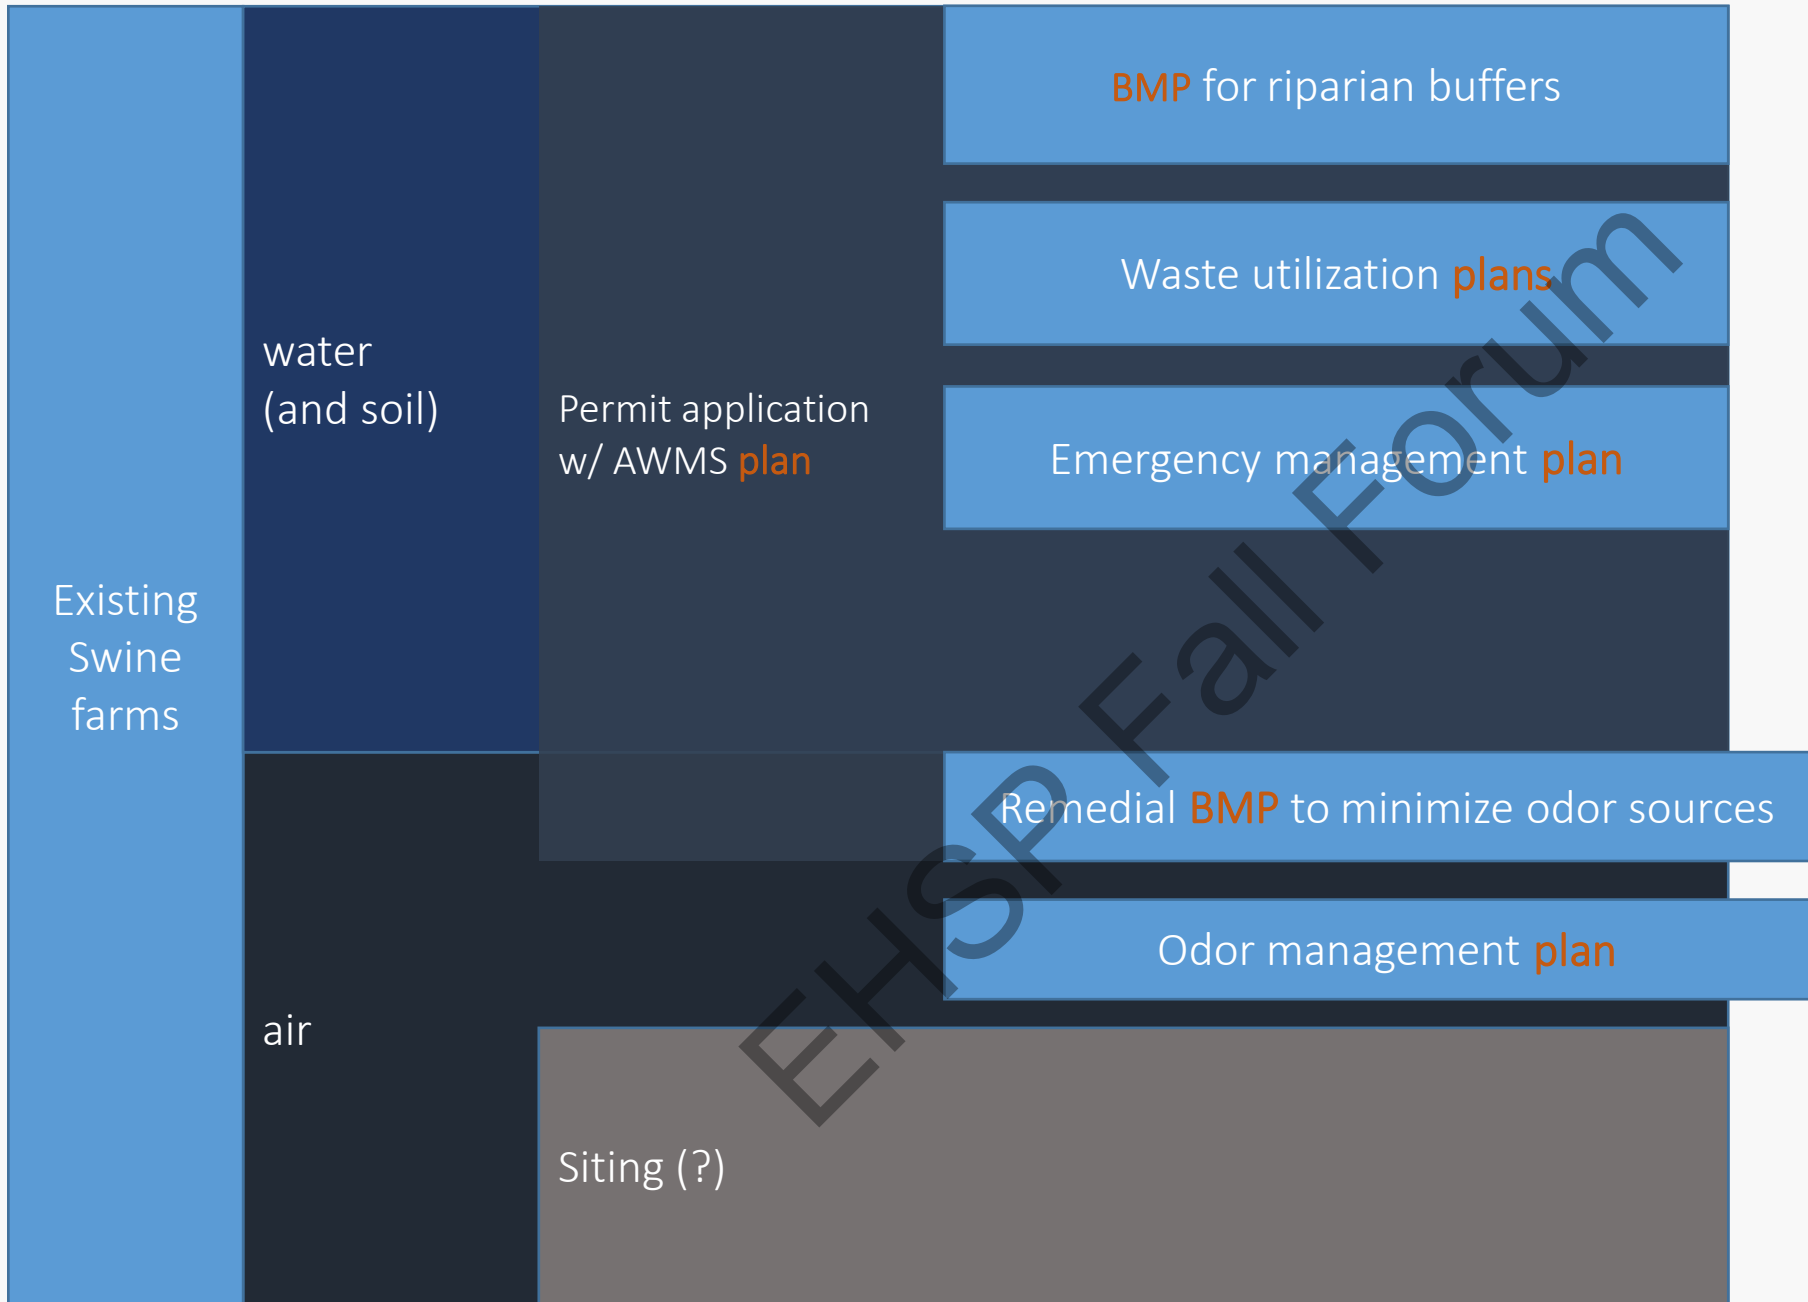 Existing
Swine
farms
water
(and soil)
Permit application
w/ AWMS plan
BMP for riparian buffers
Waste utilization plans
Emergency management plan
air
Remedial BMP to minimize odor sources
Odor management plan
Siting (?)
EHSP Fall Forum